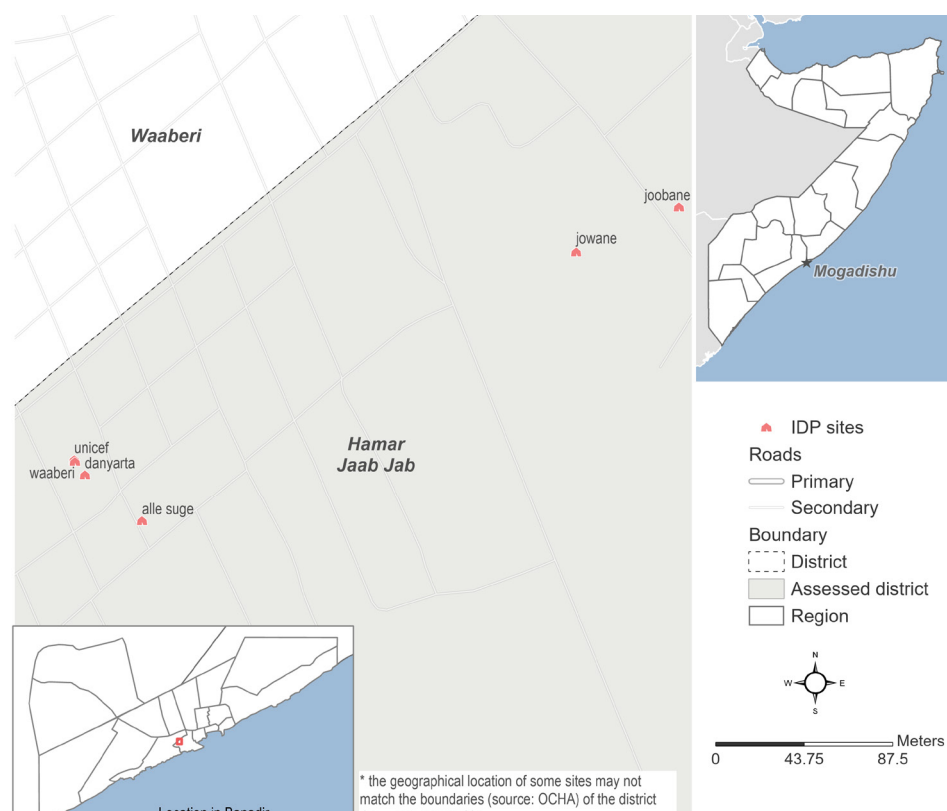 Waaberi
joobane
jowane
Mogadishu
Hamar
Jaab Jab
unicef
waaberi
danyarta
alle suge
IDP sites
Roads
Primary
Secondary
Boundary
District
Assessed district
Region
N
W
E
S
Meters
0
43.75
87.5
* the geographical location of some sites may not
match the boundaries (source: OCHA) of the district